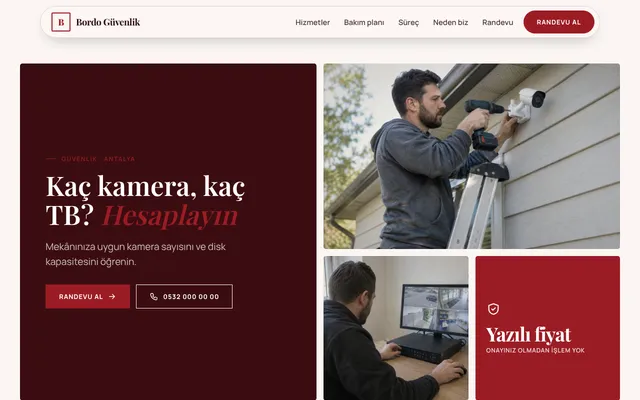 B Bordo Güvenlik
Hizmetler Bakım planı Süreç Neden biz Randevu RANDEVU AL
GÜVENLİK · ANTALYA
Kaç kamera, kaç
TB? Hesaplayın
Mekânınıza uygun kamera sayısını ve disk
kapasitesini öğrenin.
RANDEVU AL → 0532 000 00 00
Yazılı fiyat
ONAYINIZ OLMADAN İŞLEM YOK